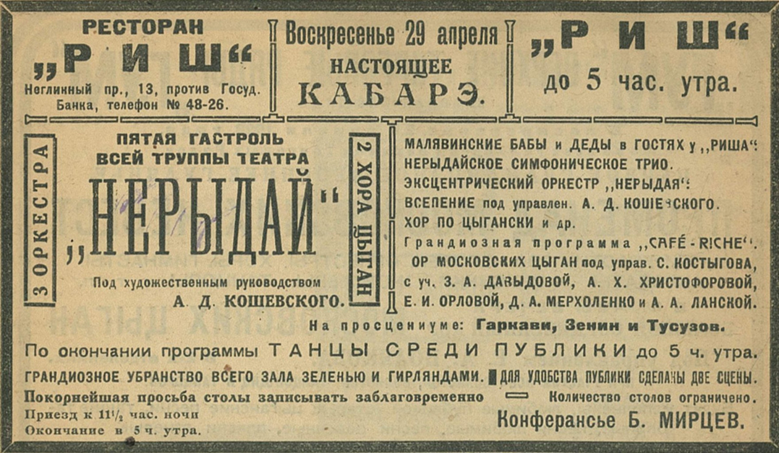 РЕСТОРАН
„РИШ“
Неглинный пр., 13, против Госуд.
Банка, телефон № 48-26.
Воскресенье 29 апреля
НАСТОЯЩЕЕ
КАБАРЭ.
„РИШ“
до 5 час. утра.
3 ОРКЕСТРА
ПЯТАЯ ГАСТРОЛЬ
ВСЕЙ ТРУППЫ ТЕАТРА
„НЕРЫДАЙ“
Под художественным руководством
А. Д. КОШЕВСКОГО.
2 ХОРА ЦЫГАН
МАЛЯВИНСКИЕ БАБЫ и ДЕДЫ в ГОСТЯХ у „РИША“.
НЕРЫДАЙСКОЕ СИМФОНИЧЕСКОЕ ТРИО.
ЭКСЦЕНТРИЧЕСКИЙ ОРКЕСТР „НЕРЫДАЯ“.
ВСЕПЕНИЕ под управлен. А. Д. КОШЕВСКОГО.
ХОР ПО ЦЫГАНСКИ и др.
Грандиозная программа „CAFÉ-RICHE“.
ОР МОСКОВСКИХ ЦЫГАН под управ. С. КОСТЫГОВА,
с уч. З. А. ДАВЫДОВОЙ, А. Х. ХРИСТОФОРОВОЙ,
Е. И. ОРЛОВОЙ, Д. А. МЕРХОЛЕНКО и А. А. ЛАНСКОЙ.
На просцениуме: Гаркави, Зенин и Тусузов.
По окончании программы ТАНЦЫ СРЕДИ ПУБЛИКИ до 5 ч. утра.
ГРАНДИОЗНОЕ УБРАНСТВО ВСЕГО ЗАЛА ЗЕЛЕНЬЮ И ГИРЛЯНДАМИ. ДЛЯ УДОБСТВА ПУБЛИКИ СДЕЛАНЫ ДВЕ СЦЕНЫ.
Покорнейшая просьба столы записывать заблаговременно — Количество столов ограничено.
Приезд к 11½ час. ночи
Окончание в 5 ч. утра.
Конферансье Б. МИРЦЕВ.